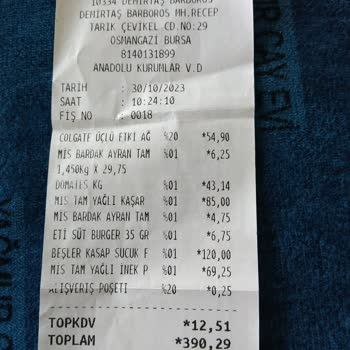 10334 DEMİRTAŞ BARBOROS
DEMİRTAŞ BARBOROS MH.RECEP
TARIK ÇEVİKEL CD.NO:29
OSMANGAZİ BURSA
8140131899
ANADOLU KURUMLAR V.D
TARİH : 30/10/2023
SAAT : 10:24:10
FİŞ NO : 0018
COLGATE ÜÇLÜ ETKİ AĞ %20 *54,90
MİS BARDAK AYRAN TAM %01 *6,25
1,450KG X 29,75
DOMATES KG %01 *43,14
MİS TAM YAĞLI KAŞAR %01 *85,00
MİS BARDAK AYRAN TAM %01 *4,75
ETİ SÜT BURGER 35 GR %01 *6,75
BEŞLER KASAP SUCUK F %01 *120,00
MİS TAM YAĞLI İNEK P %01 *69,25
ALIŞVERİŞ POŞETİ %20 *0,25
TOPKDV *12,51
TOPLAM *390,29
ÇAY EVİ
YAĞMUR